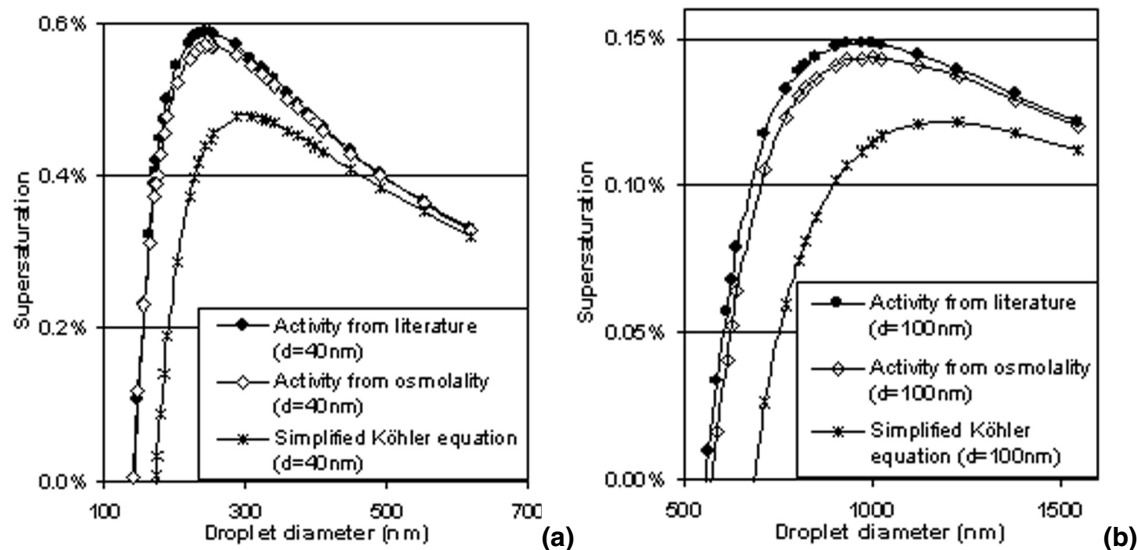 0.6%
0.4%
0.2%
0.0%
Supersaturation
100
300
500
700
Droplet diameter (nm)
Activity from literature
(d=40nm)
Activity from osmolality
(d=40nm)
Simplified Köhler equation
(d=40nm)
(a)
0.15%
0.10%
0.05%
0.00%
Supersaturation
500
1000
1500
Droplet diameter (nm)
Activity from literature
(d=100nm)
Activity from osmolality
(d=100nm)
Simplified Köhler
equation (d=100nm)
(b)